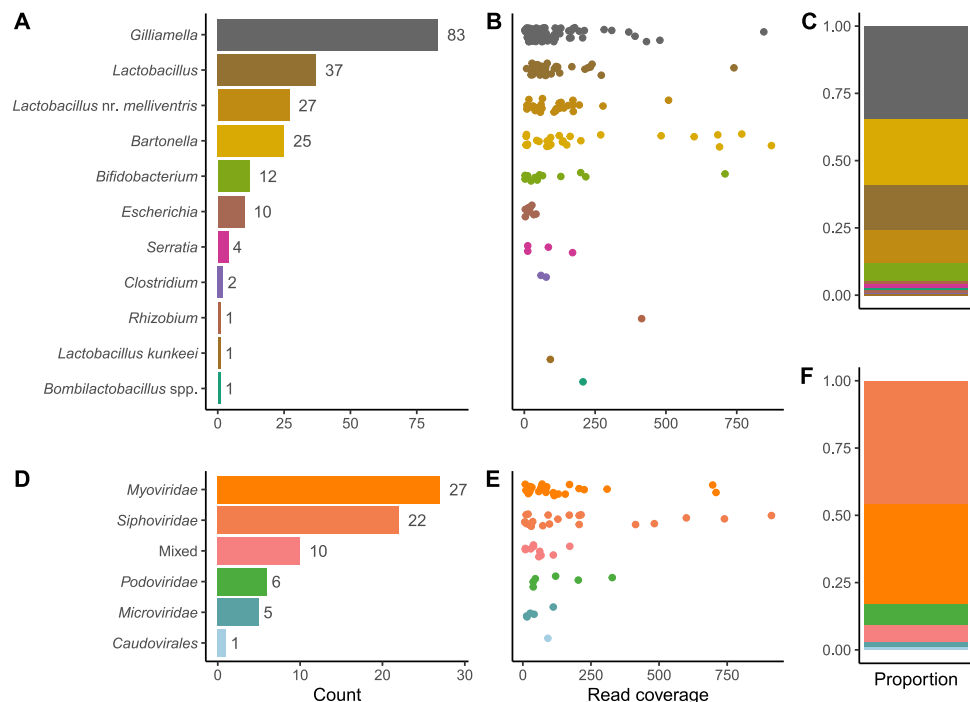 A
Gilliamella 83
Lactobacillus 37
Lactobacillus nr. melliventris 27
Bartonella 25
Bifidobacterium 12
Escherichia 10
Serratia 4
Clostridium 2
Rhizobium 1
Lactobacillus kunkeei 1
Bombilactobacillus spp. 1
0 25 50 75
B
0 250 500 750
C
1.00
0.75
0.50
0.25
0.00
D
Myoviridae 27
Siphoviridae 22
Mixed 10
Podoviridae 6
Microviridae 5
Caudovirales 1
0 10 20 30
Count
E
0 250 500 750
Read coverage
F
1.00
0.75
0.50
0.25
0.00
Proportion